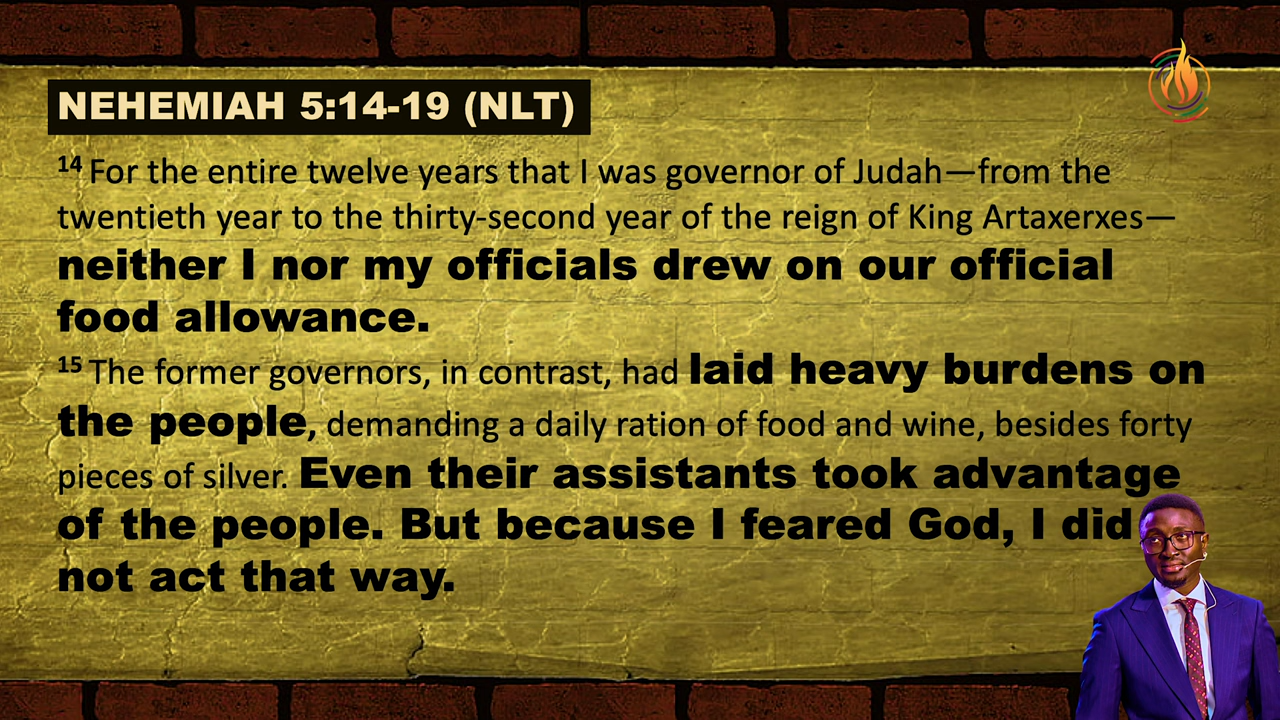 NEHEMIAH 5:14-19 (NLT)
14 For the entire twelve years that I was governor of Judah—from the
twentieth year to the thirty-second year of the reign of King Artaxerxes—
neither I nor my officials drew on our official
food allowance.
15 The former governors, in contrast, had laid heavy burdens on
the people, demanding a daily ration of food and wine, besides forty
pieces of silver. Even their assistants took advantage
of the people. But because I feared God, I did
not act that way.